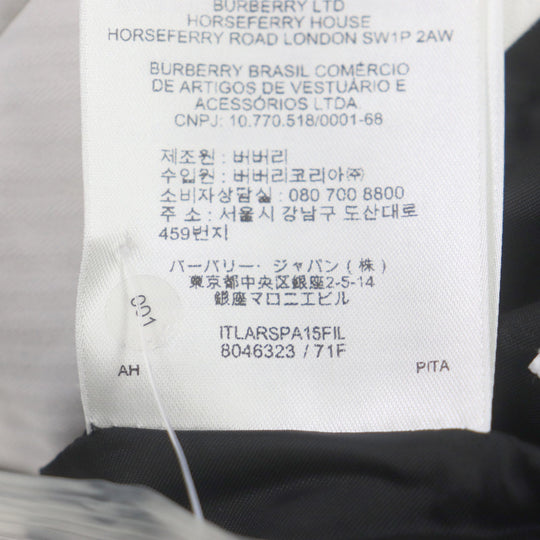 BURBERRY LTD
HORSEFERRY HOUSE
HORSEFERRY ROAD LONDON SW1P 2AW
BURBERRY BRASIL COMÉRCIO
DE ARTIGOS DE VESTUÁRIO E
ACESSÓRIOS LTDA.
CNPJ: 10.770.518/0001-68
제조원 : 버버리
수입원 : 버버리코리아㈜
소비자상담실 : 080 700 8800
주 소 : 서울시 강남구 도산대로
459번지
バーバリー・ジャパン ( 株 )
東京都中央区銀座2-5-14
銀座マロニエビル
001
ITLARSPA15FIL
8046323 / 71F
AH
PITA